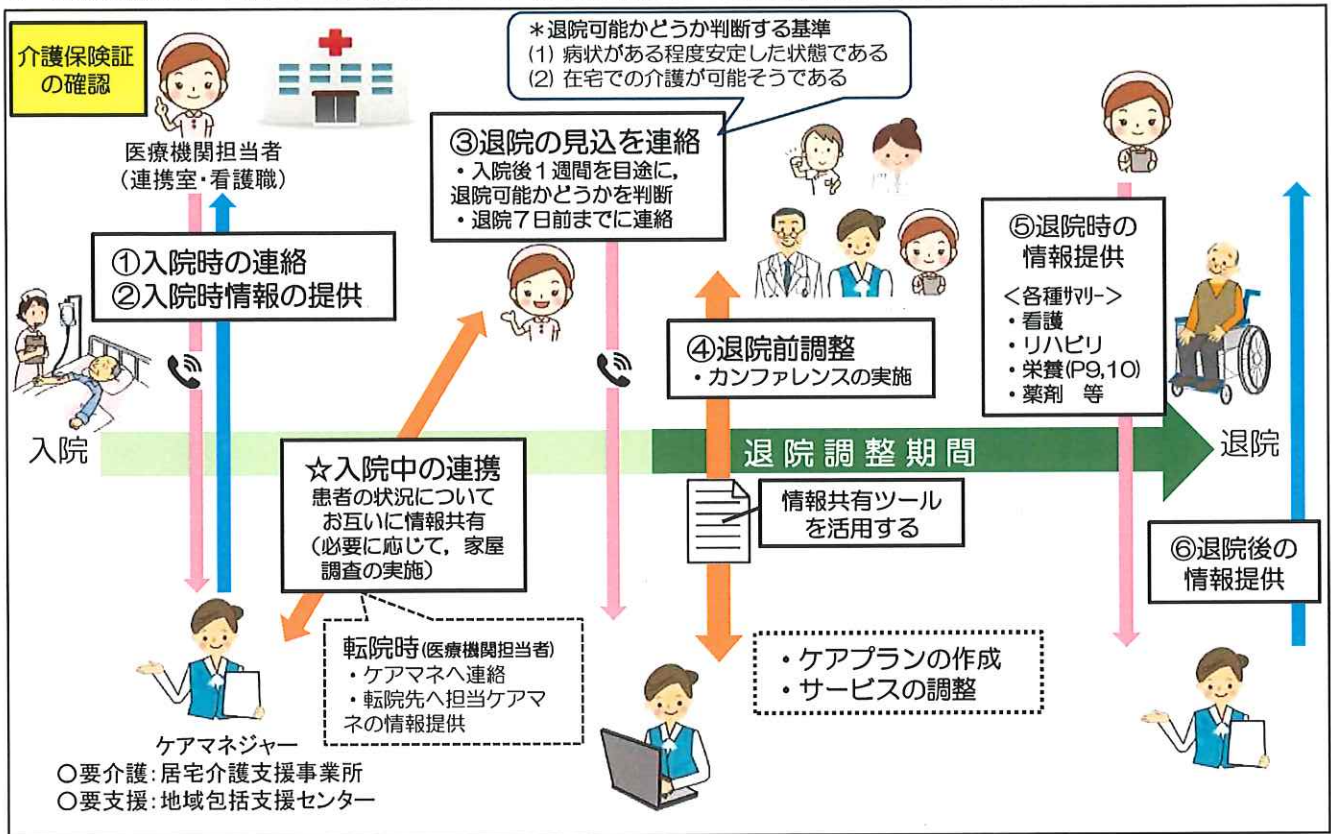 介護保険証
の確認
医療機関担当者
(連携室・看護職)
＊退院可能かどうか判断する基準
(1) 病状がある程度安定した状態である
(2) 在宅での介護が可能そうである
③退院の見込を連絡
・入院後１週間を目途に，
退院可能かどうかを判断
・退院７日前までに連絡
①入院時の連絡
②入院時情報の提供
⑤退院時の
情報提供
＜各種ｻﾏﾘｰ＞
・看護
・リハビリ
・栄養(P9,10)
・薬剤　等
④退院前調整
・カンファレンスの実施
入院
退院調整期間
退院
☆入院中の連携
患者の状況について
お互いに情報共有
（必要に応じて，家屋
調査の実施）
情報共有ツール
を活用する
⑥退院後の
情報提供
転院時(医療機関担当者)
・ケアマネへ連絡
・転院先へ担当ケアマ
ネの情報提供
・ケアプランの作成
・サービスの調整
ケアマネジャー
○要介護：居宅介護支援事業所
○要支援：地域包括支援センター